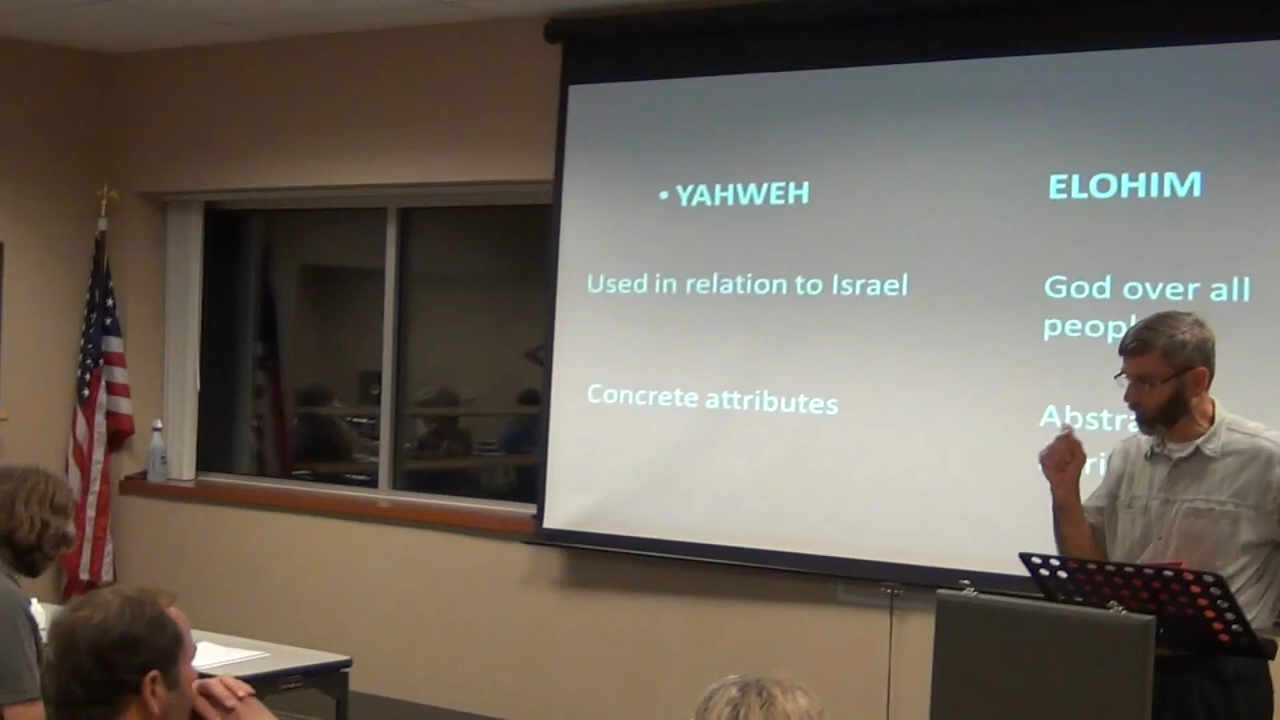 • YAHWEH
ELOHIM
Used in relation to Israel
God over all
Concrete attributes